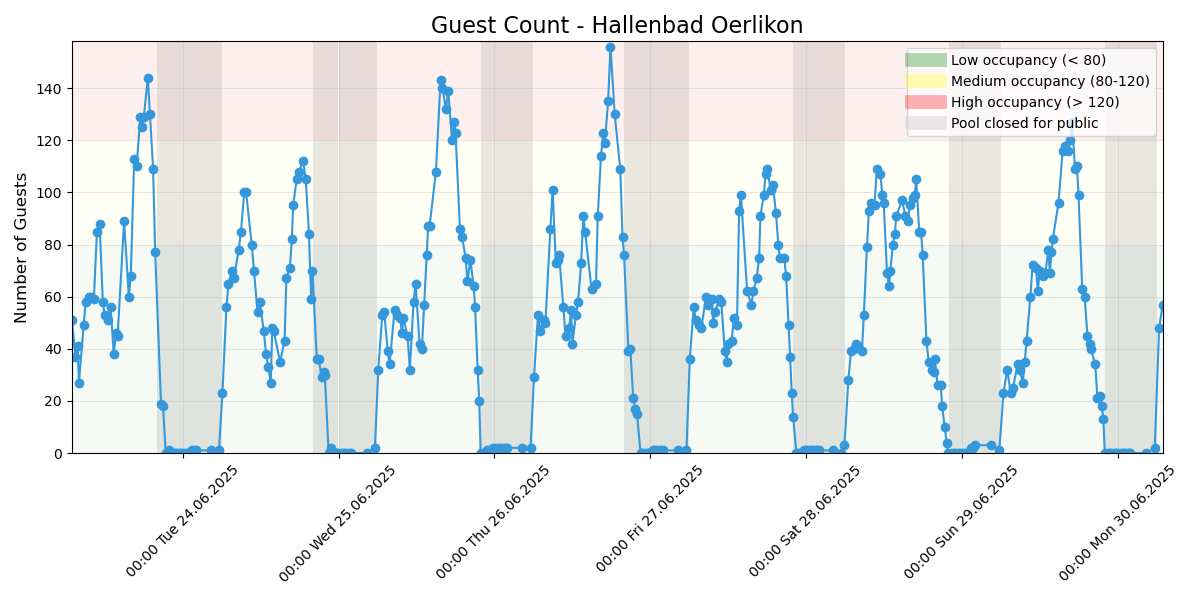 Guest Count - Hallenbad Oerlikon
Low occupancy (< 80)
Medium occupancy (80-120)
High occupancy (> 120)
Pool closed for public
Number of Guests
140
120
100
80
60
40
20
0
00:00 Tue 24.06.2025
00:00 Wed 25.06.2025
00:00 Thu 26.06.2025
00:00 Fri 27.06.2025
00:00 Sat 28.06.2025
00:00 Sun 29.06.2025
00:00 Mon 30.06.2025